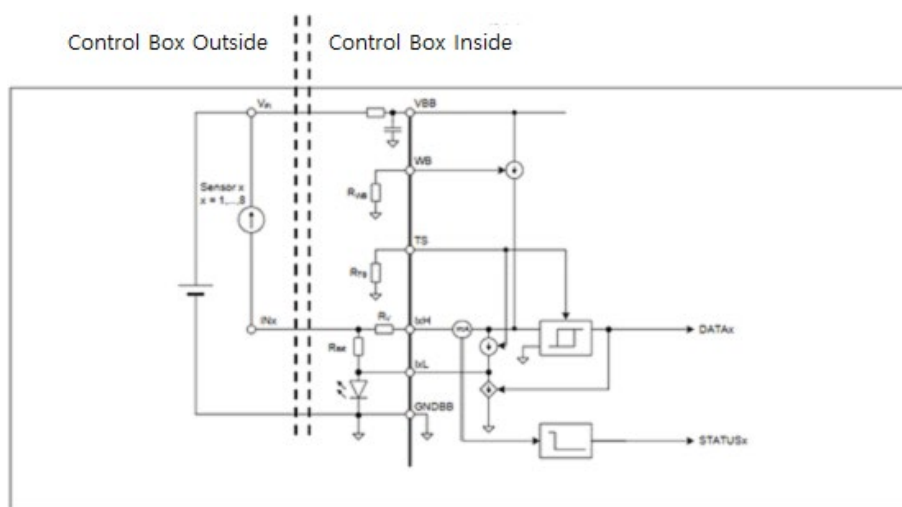 Control Box Outside
Control Box Inside
Vin
VBB
WB
RWB
Sensor x
x = 1,...,8
TS
RTS
INx
RV
IxH
mA
DATAx
IxL
GNDBB
STATUSx